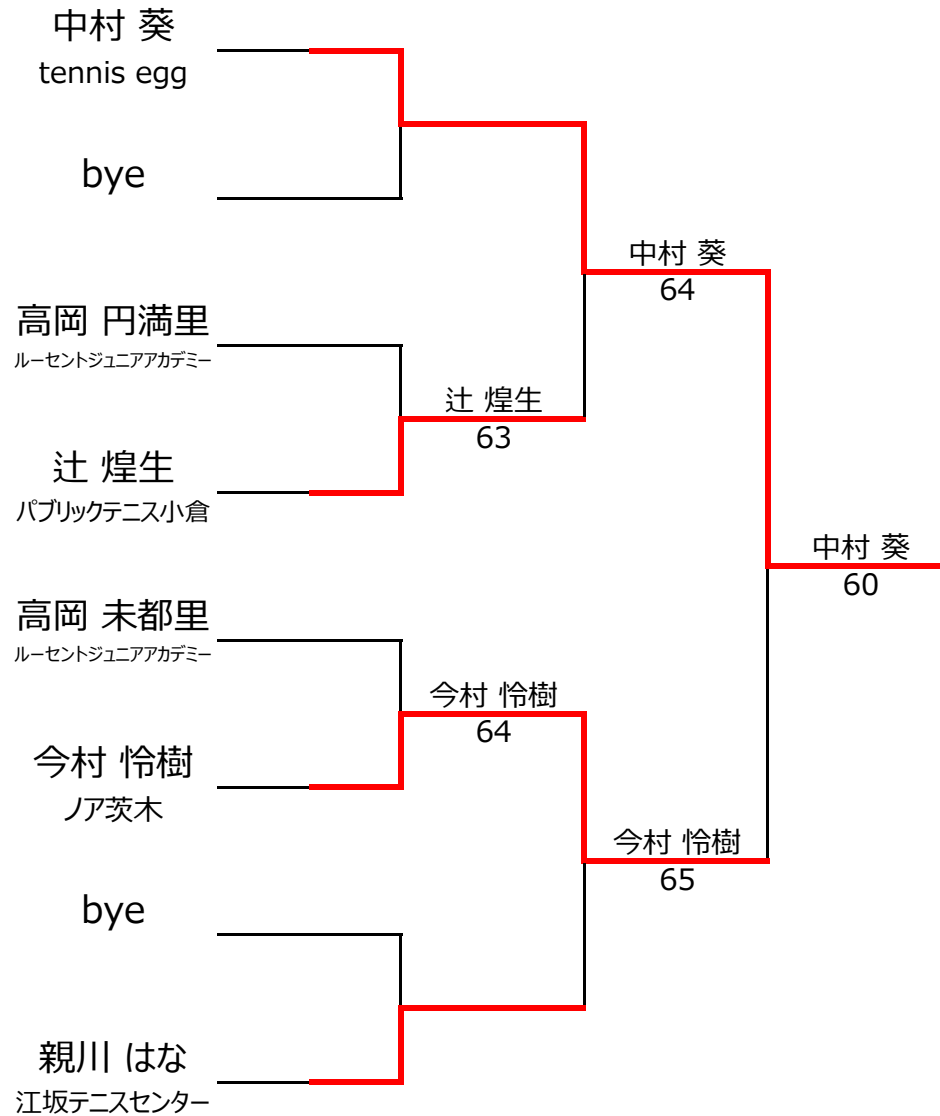 中村 葵
tennis egg
bye
高岡 円満里
ルーセントジュニアアカデミー
辻 煌生
パブリックテニス小倉
高岡 未都里
ルーセントジュニアアカデミー
今村 怜樹
ノア茨木
bye
親川 はな
江坂テニスセンター
辻 煌生
63
今村 怜樹
64
中村 葵
64
今村 怜樹
65
中村 葵
60